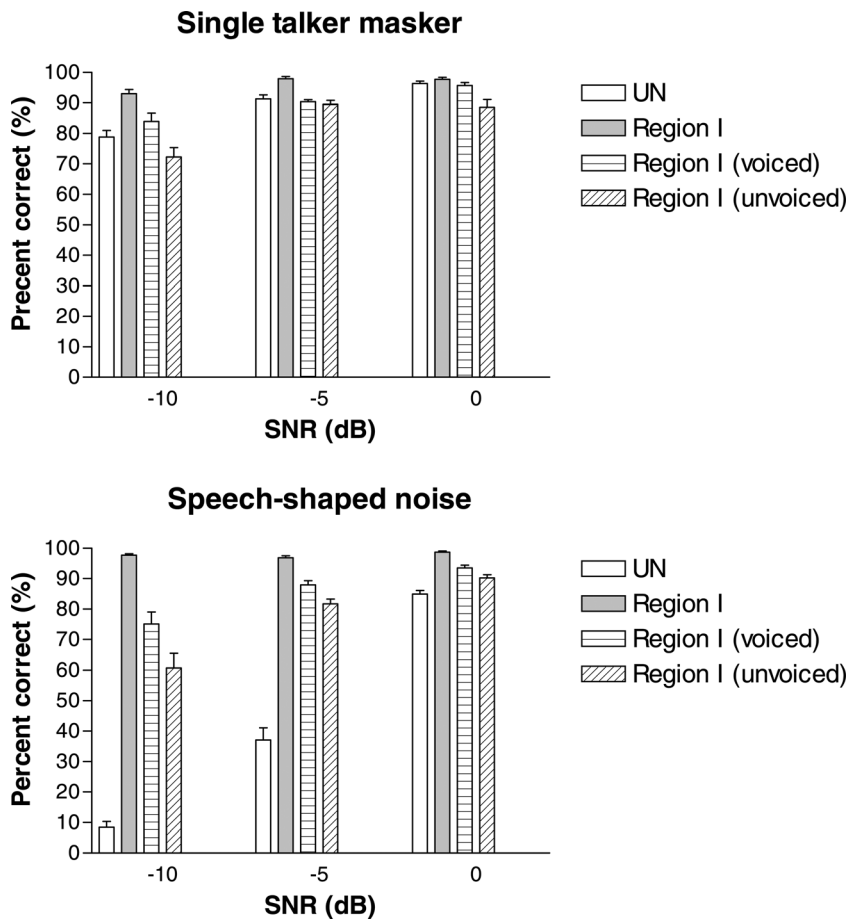 Single talker masker
Precent correct (%)
100
90
80
70
60
50
40
30
20
10
0
-10 -5 0
SNR (dB)
UN
Region I
Region I (voiced)
Region I (unvoiced)
Speech-shaped noise
Percent correct (%)
100
90
80
70
60
50
40
30
20
10
0
-10 -5 0
SNR (dB)
UN
Region I
Region I (voiced)
Region I (unvoiced)